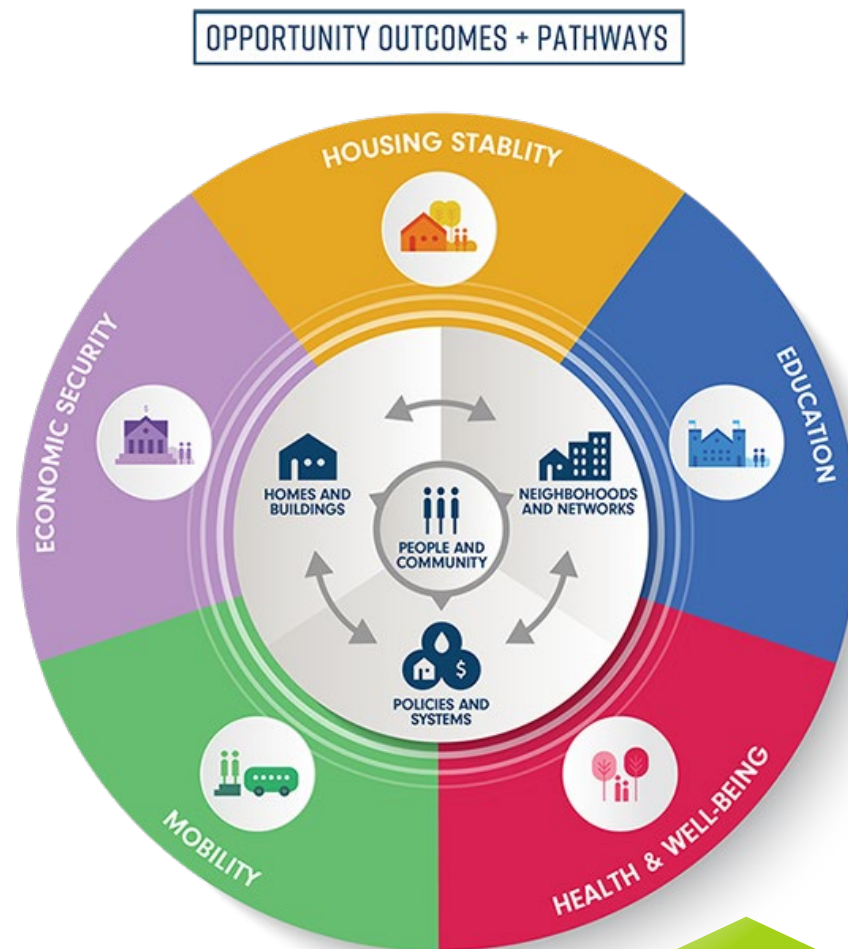 OPPORTUNITY OUTCOMES + PATHWAYS
HOUSING STABLITY
ECONOMIC SECURITY
EDUCATION
HOMES AND
BUILDINGS
NEIGHBOHOODS
AND NETWORKS
PEOPLE AND
COMMUNITY
$
POLICIES AND
SYSTEMS
MOBILITY
HEALTH & WELL-BEING